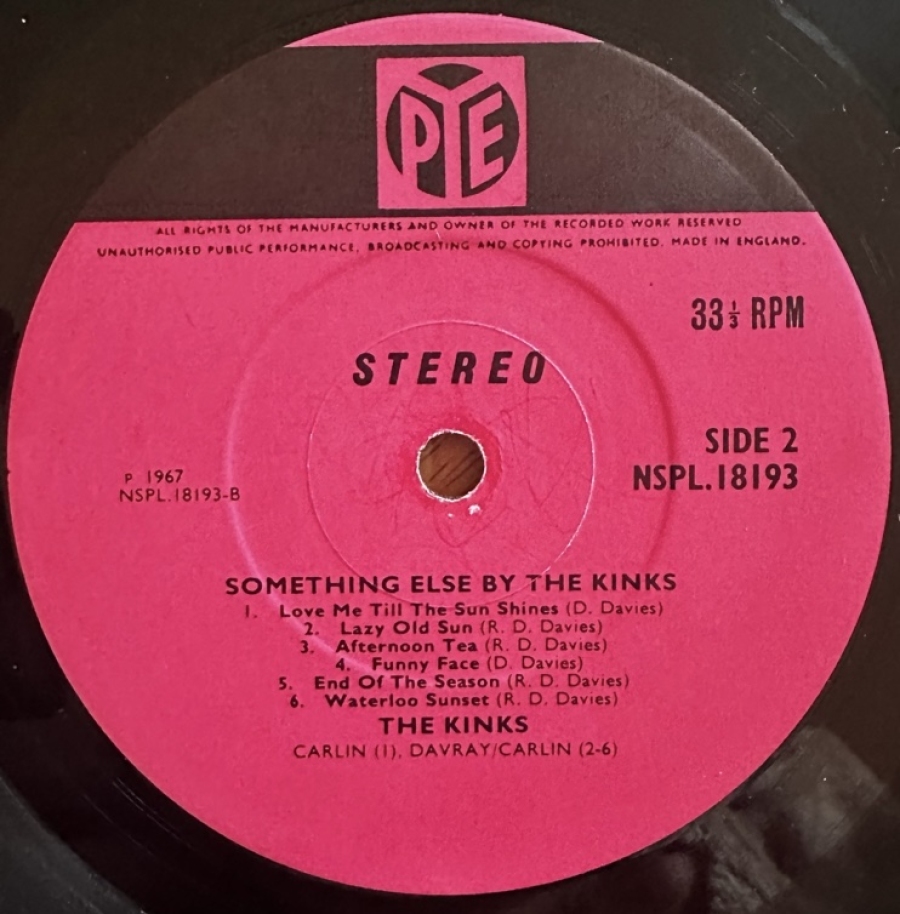 PYE
ALL RIGHTS OF THE MANUFACTURERS AND OWNER OF THE RECORDED WORK RESERVED
UNAUTHORISED PUBLIC PERFORMANCE, BROADCASTING AND COPYING PROHIBITED. MADE IN ENGLAND.
33⅓ RPM
STEREO
SIDE 2
NSPL.18193
P 1967
NSPL.18193-B
SOMETHING ELSE BY THE KINKS
1. Love Me Till The Sun Shines (D. Davies)
2. Lazy Old Sun (R. D. Davies)
3. Afternoon Tea (R. D. Davies)
4. Funny Face (D. Davies)
5. End Of The Season (R. D. Davies)
6. Waterloo Sunset (R. D. Davies)
THE KINKS
CARLIN (1), DAVRAY/CARLIN (2-6)